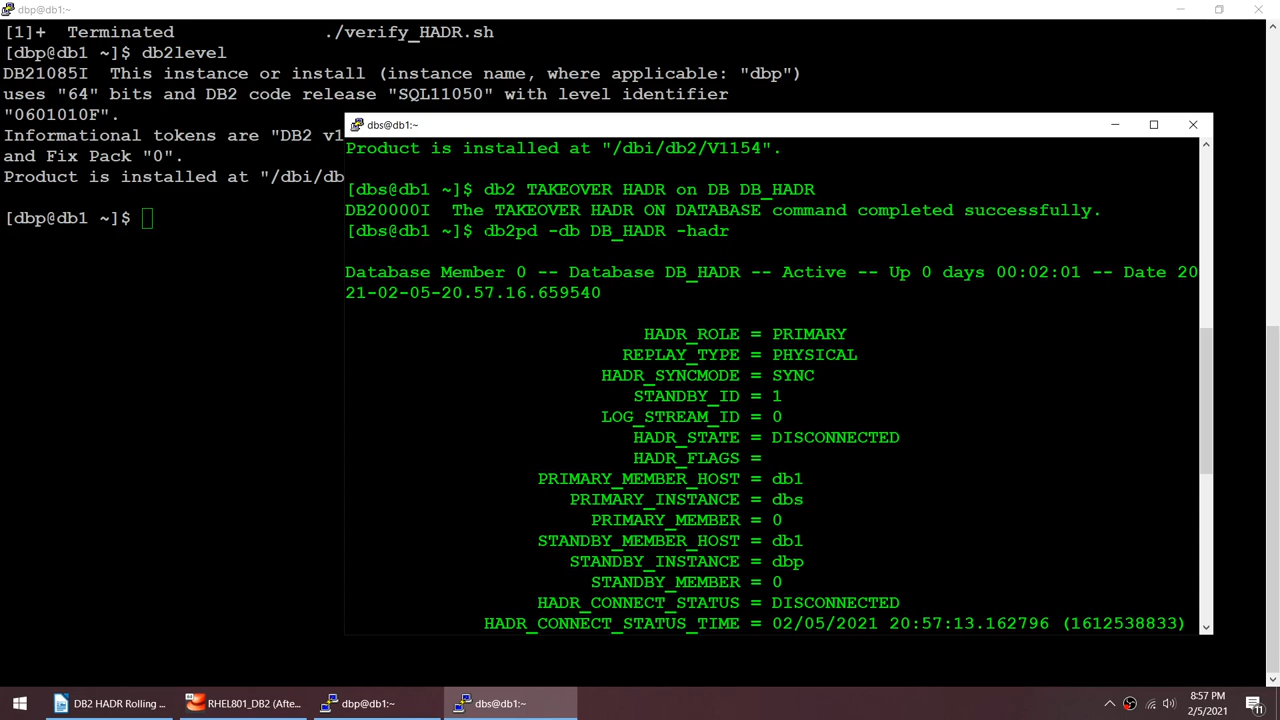 dbp@db1:~
[1]+  Terminated              ./verify_HADR.sh
[dbp@db1 ~]$ db2level
DB21085I  This instance or install (instance name, where applicable: "dbp")
uses "64" bits and DB2 code release "SQL11050" with level identifier
"0601010F".
Informational tokens are "DB2 v1
and Fix Pack "0".
Product is installed at "/dbi/db
[dbp@db1 ~]$
dbs@db1:~
Product is installed at "/dbi/db2/V1154".
[dbs@db1 ~]$ db2 TAKEOVER HADR on DB DB_HADR
DB20000I  The TAKEOVER HADR ON DATABASE command completed successfully.
[dbs@db1 ~]$ db2pd -db DB_HADR -hadr
Database Member 0 -- Database DB_HADR -- Active -- Up 0 days 00:02:01 -- Date 20
21-02-05-20.57.16.659540
HADR_ROLE = PRIMARY
REPLAY_TYPE = PHYSICAL
HADR_SYNCMODE = SYNC
STANDBY_ID = 1
LOG_STREAM_ID = 0
HADR_STATE = DISCONNECTED
HADR_FLAGS =
PRIMARY_MEMBER_HOST = db1
PRIMARY_INSTANCE = dbs
PRIMARY_MEMBER = 0
STANDBY_MEMBER_HOST = db1
STANDBY_INSTANCE = dbp
STANDBY_MEMBER = 0
HADR_CONNECT_STATUS = DISCONNECTED
HADR_CONNECT_STATUS_TIME = 02/05/2021 20:57:13.162796 (1612538833)
DB2 HADR Rolling ...
RHEL801_DB2 (Afte...
dbp@db1:~
dbs@db1:~
8:57 PM
2/5/2021
11